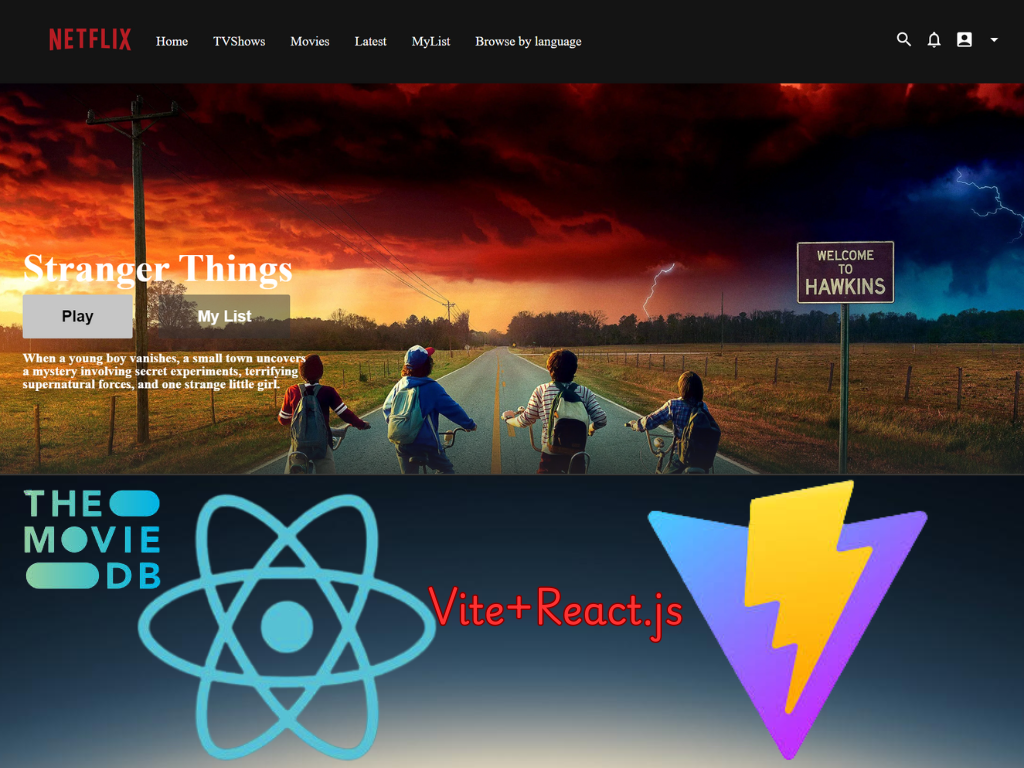 NETFLIX Home TVShows Movies Latest MyList Browse by language
WELCOME
TO
HAWKINS
Stranger Things
Play My List
When a young boy vanishes, a small town uncovers
a mystery involving secret experiments, terrifying
supernatural forces, and one strange little girl.
THE
MOVIE
DB
Vite+React.js